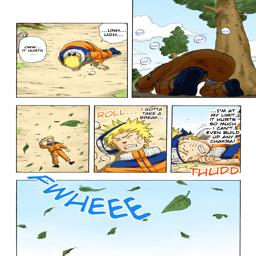 ...UNH...
UGH...
OWW...
IT HURTS
ROLL...
I GOTTA
TAKE A
BREAK...
...I'M AT
MY LIMIT.
IT HURTS
SO MUCH
I CAN'T
EVEN BUILD
UP ANY
CHAKRA!
THUDD
FWHEEE